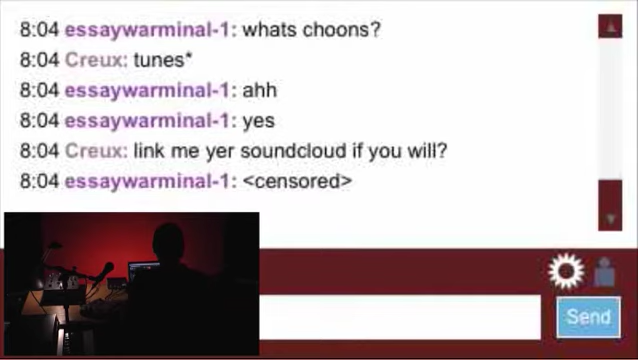 8:04 essaywarminal-1: whats choons?
8:04 Creux: tunes*
8:04 essaywarminal-1: ahh
8:04 essaywarminal-1: yes
8:04 Creux: link me yer soundcloud if you will?
8:04 essaywarminal-1: <censored>
Send